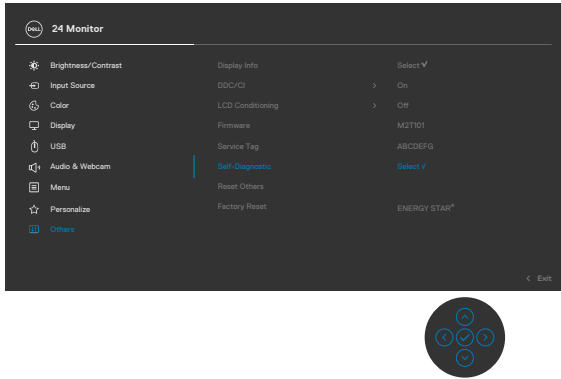 DELL 24 Monitor
Brightness/Contrast Display Info Select √
Input Source DDC/CI > On
Color LCD Conditioning > Off
Display Firmware M2T101
USB Service Tag ABCDEFG
Audio & Webcam Self-Diagnostic Select √
Menu Reset Others
Personalize Factory Reset ENERGY STAR®
Others
< Exit